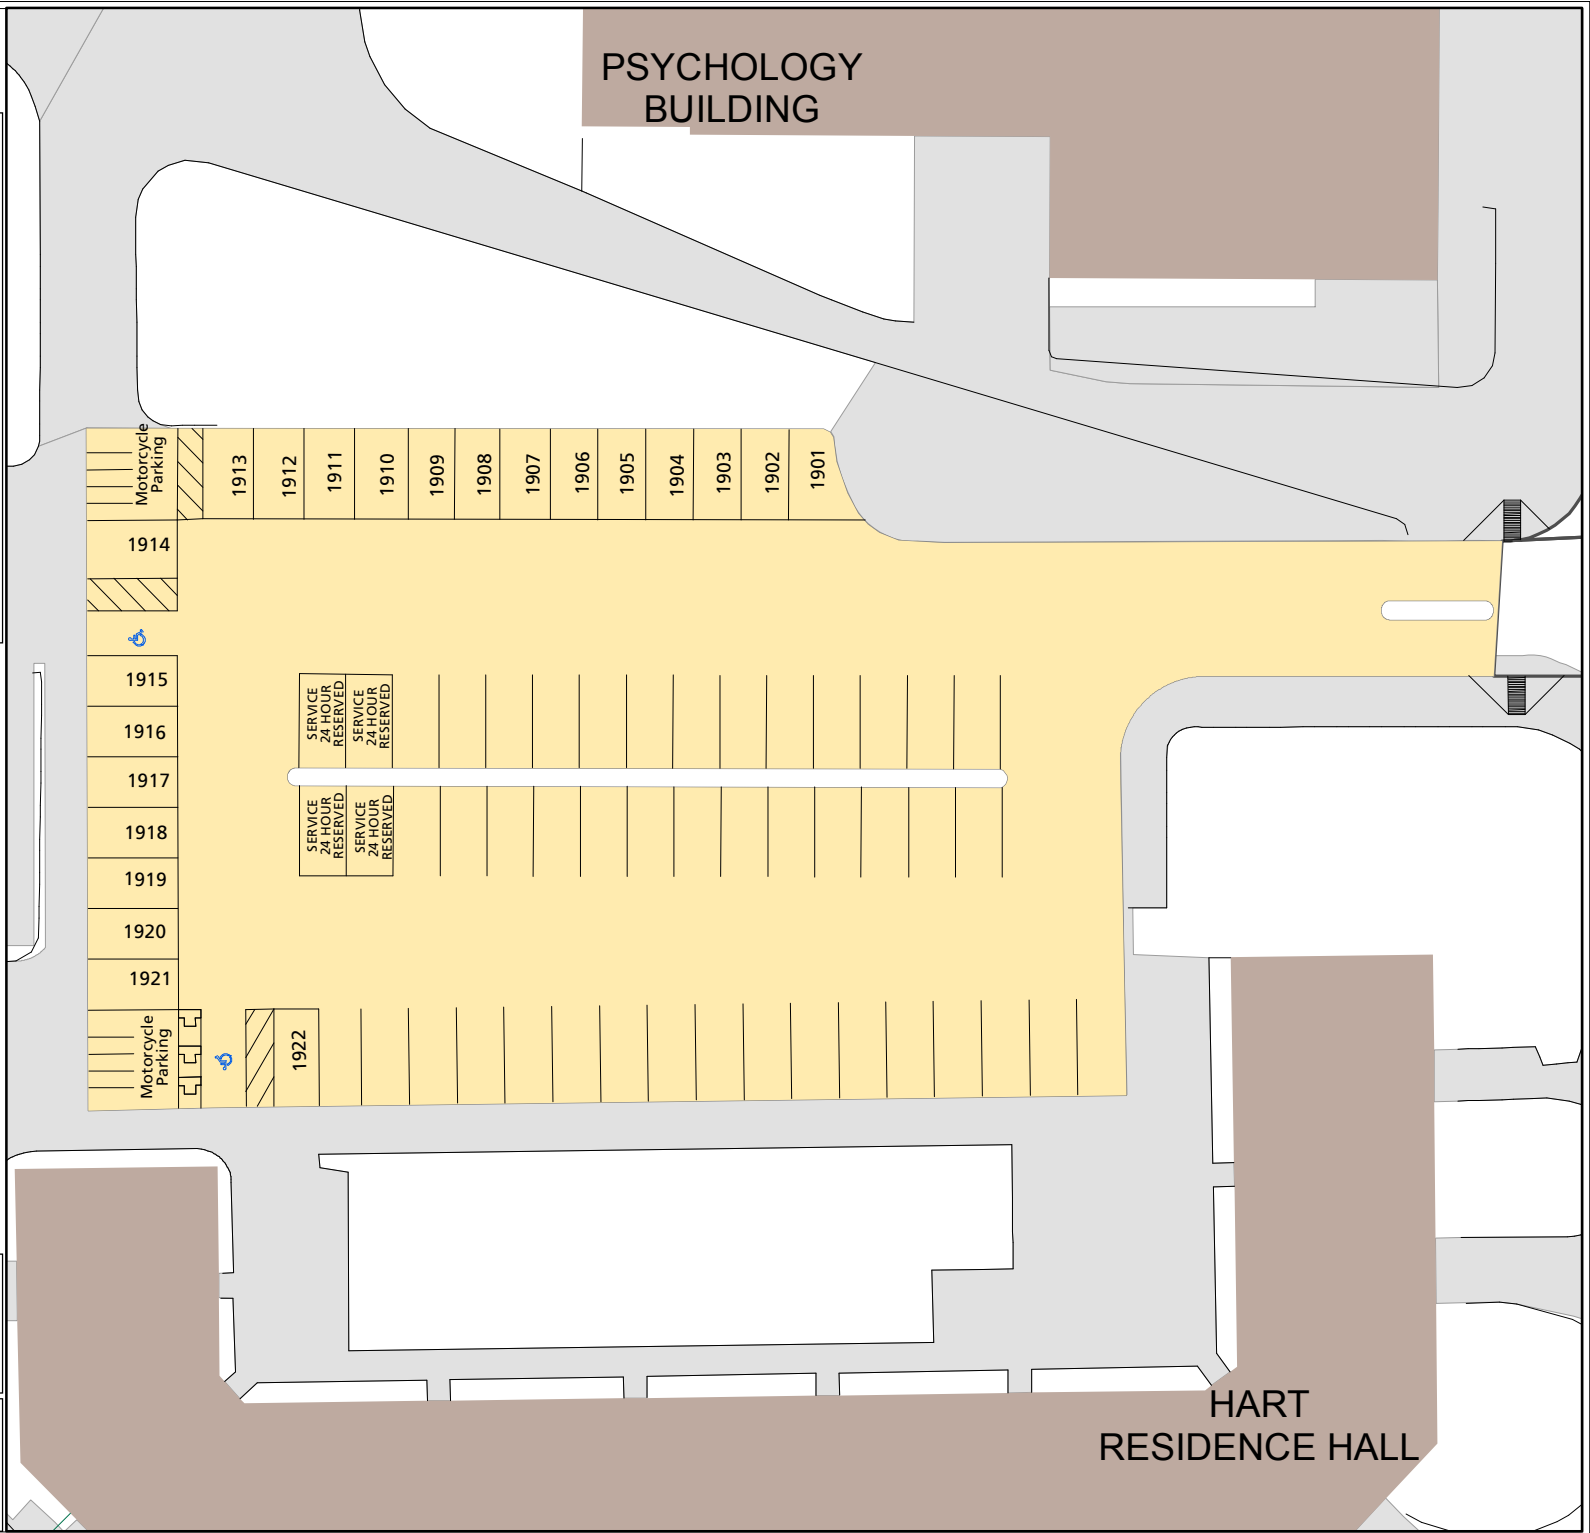 PSYCHOLOGY
BUILDING
Motorcycle
Parking
1913
1912
1911
1910
1909
1908
1907
1906
1905
1904
1903
1902
1901
1914
1915
1916
1917
1918
1919
1920
1921
SERVICE
24 HOUR
RESERVED
SERVICE
24 HOUR
RESERVED
SERVICE
24 HOUR
RESERVED
SERVICE
24 HOUR
RESERVED
Motorcycle
Parking
1922
HART
RESIDENCE HALL